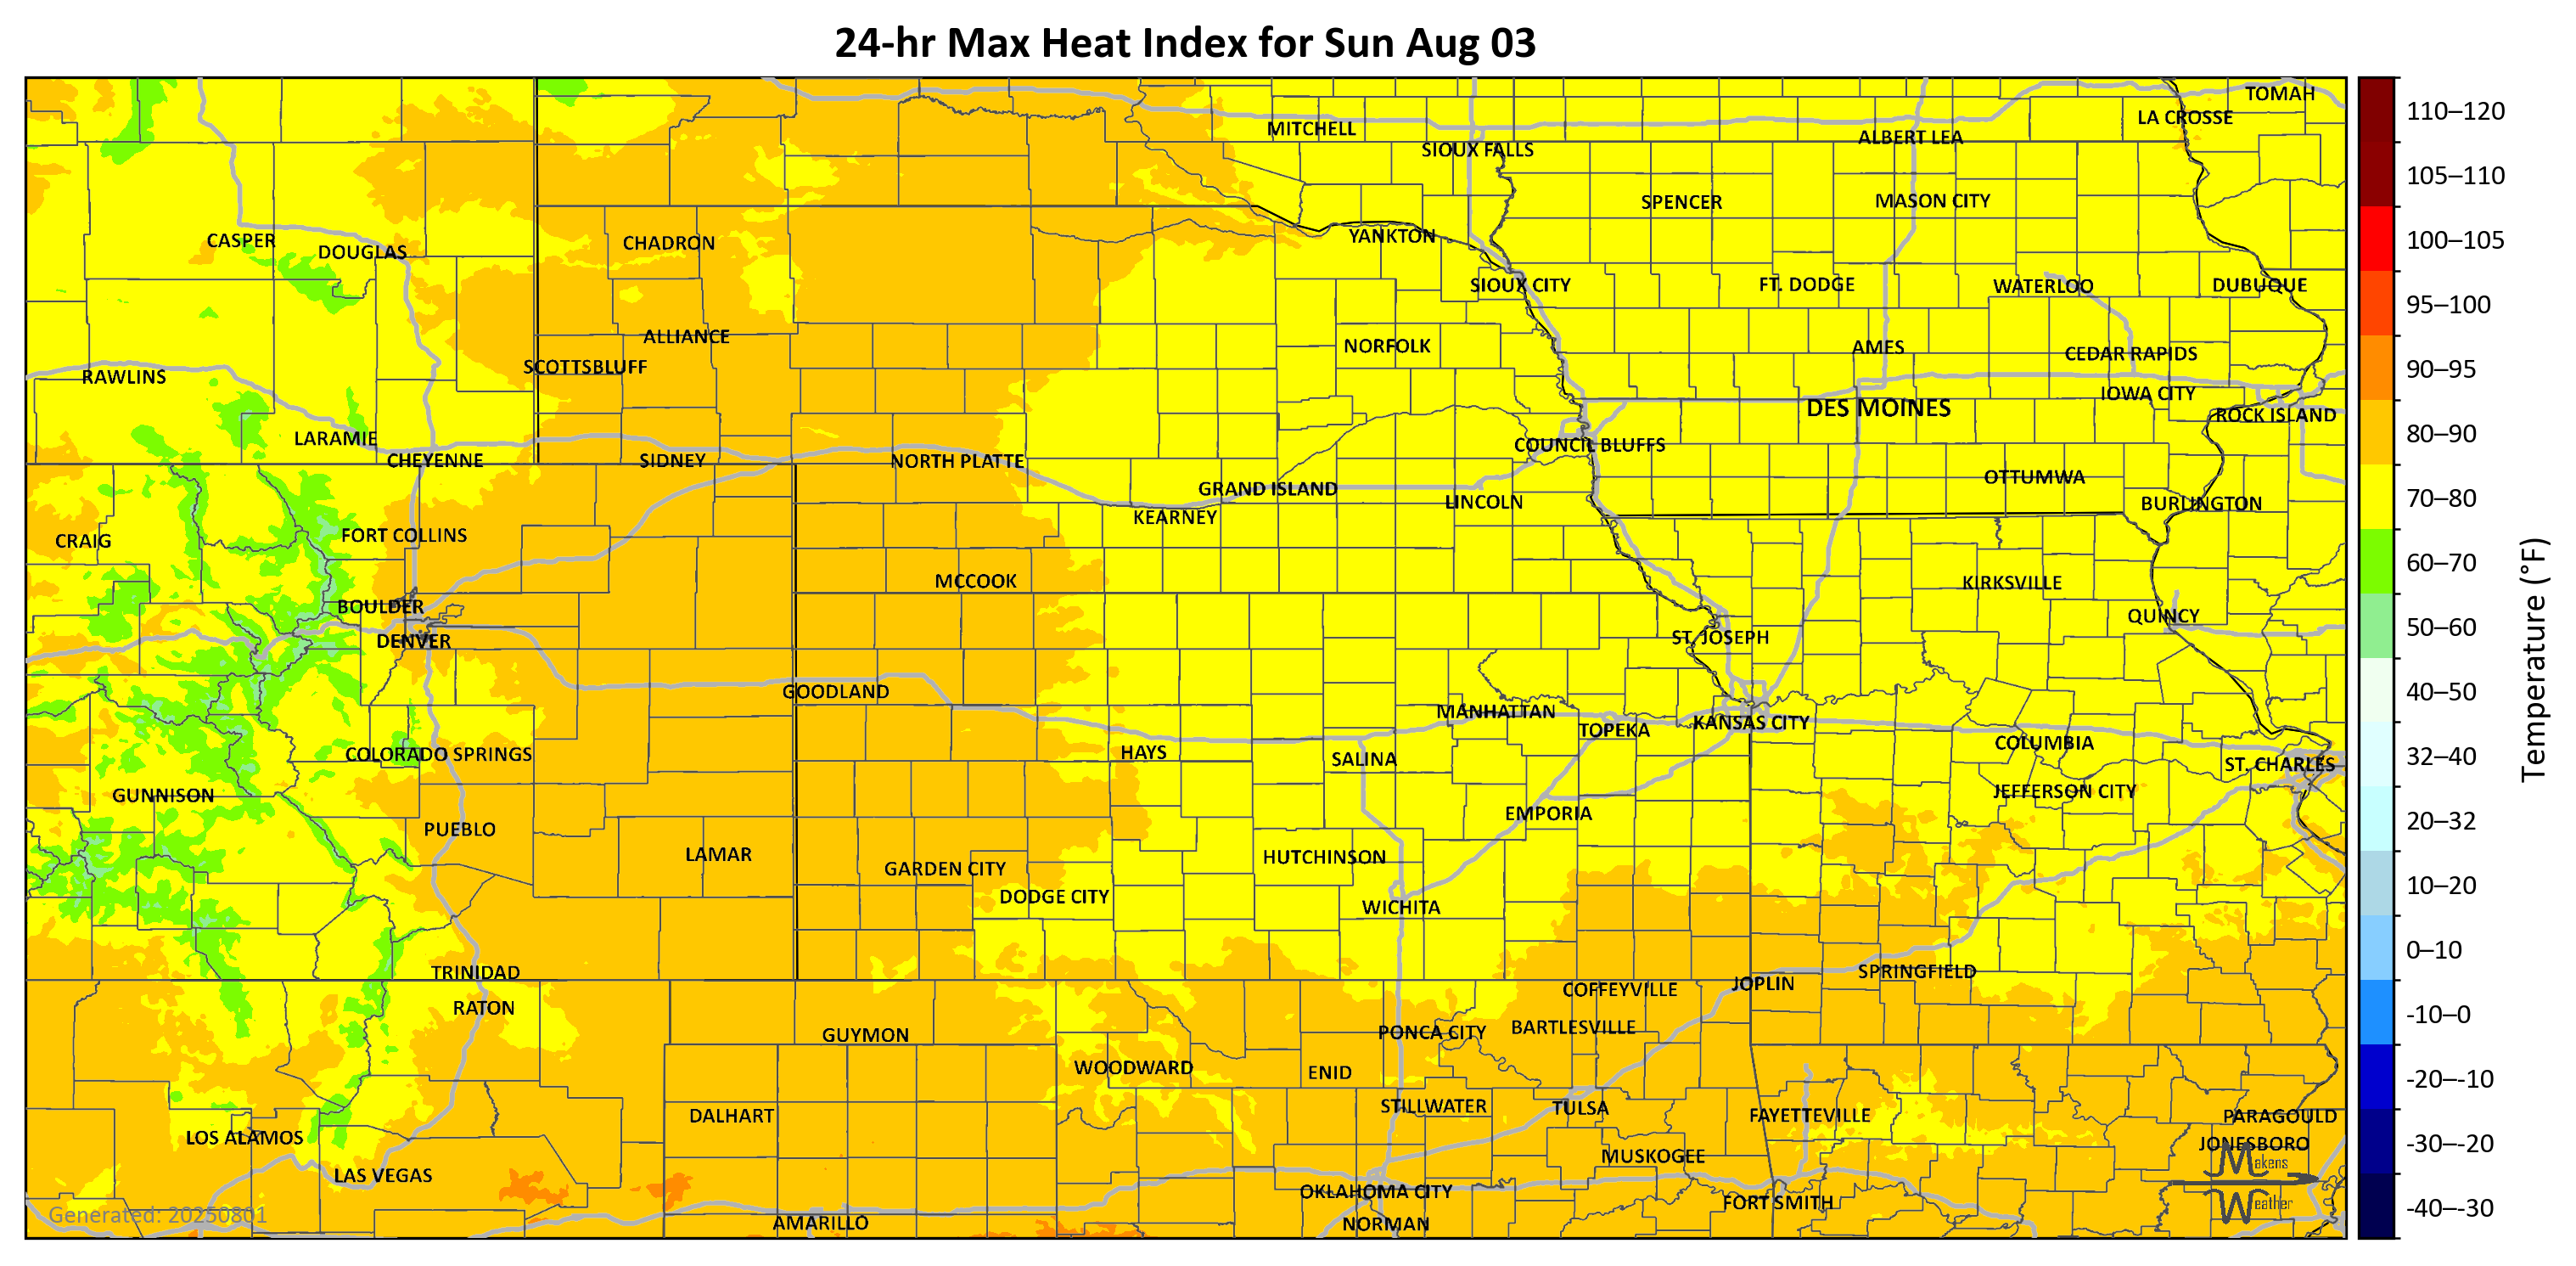 24-hr Max Heat Index for Sun Aug 03
TOMAH
LA CROSSE
MITCHELL
ALBERT LEA
SIOUX FALLS
SPENCER
MASON CITY
CASPER
DOUGLAS
CHADRON
YANKTON
SIOUX CITY
FT. DODGE
WATERLOO
DUBUQUE
ALLIANCE
NORFOLK
AMES
CEDAR RAPIDS
SCOTTSBLUFF
RAWLINS
IOWA CITY
DES MOINES
ROCK ISLAND
LARAMIE
COUNCIL BLUFFS
CHEYENNE
SIDNEY
NORTH PLATTE
OTTUMWA
GRAND ISLAND
LINCOLN
BURLINGTON
KEARNEY
CRAIG
FORT COLLINS
MCCOOK
KIRKSVILLE
BOULDER
QUINCY
DENVER
ST. JOSEPH
GOODLAND
MANHATTAN
KANSAS CITY
TOPEKA
COLUMBIA
COLORADO SPRINGS
HAYS
SALINA
ST. CHARLES
GUNNISON
JEFFERSON CITY
EMPORIA
PUEBLO
LAMAR
HUTCHINSON
GARDEN CITY
DODGE CITY
WICHITA
TRINIDAD
SPRINGFIELD
JOPLIN
COFFEYVILLE
RATON
GUYMON
PONCA CITY
BARTLESVILLE
WOODWARD
ENID
STILLWATER
TULSA
DALHART
FAYETTEVILLE
PARAGOULD
LOS ALAMOS
JONESBORO
MUSKOGEE
LAS VEGAS
OKLAHOMA CITY
FORT SMITH
AMARILLO
NORMAN
Makens
Weather
Generated: 20250801
110–120
105–110
100–105
95–100
90–95
80–90
70–80
60–70
50–60
40–50
32–40
20–32
10–20
0–10
-10–0
-20–-10
-30–-20
-40–-30
Temperature (°F)